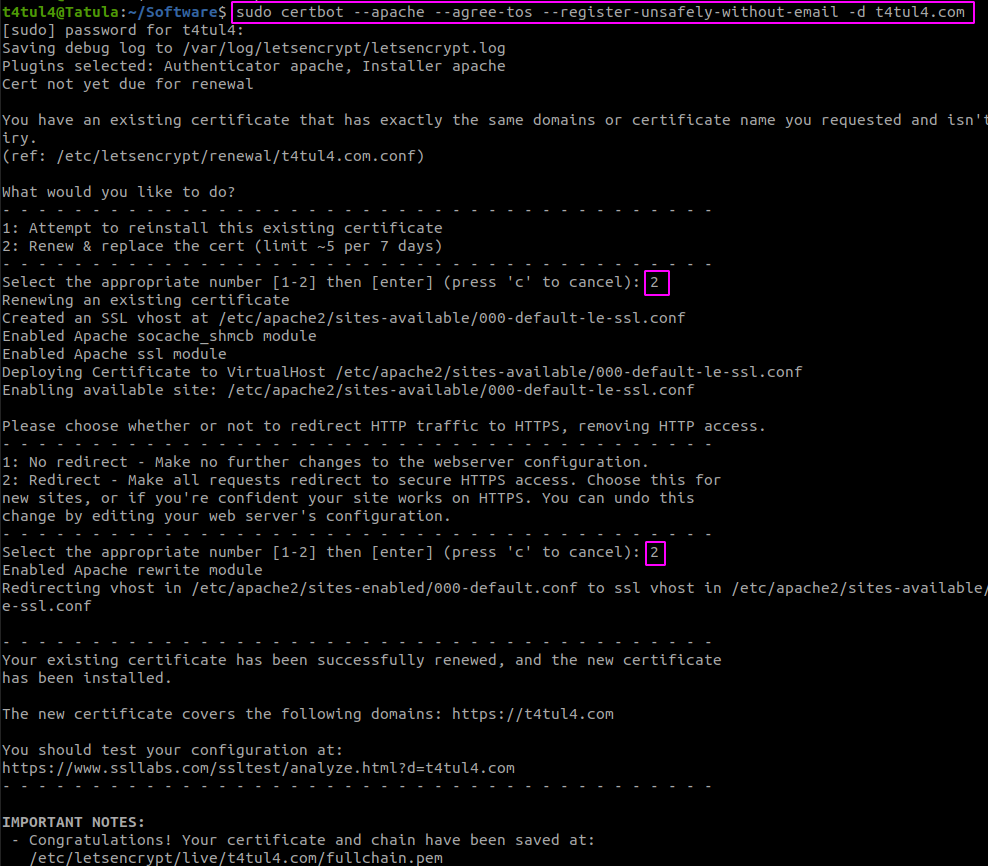 t4tul4@Tatula:~/Software$ sudo certbot --apache --agree-tos --register-unsafely-without-email -d t4tul4.com
[sudo] password for t4tul4:
Saving debug log to /var/log/letsencrypt/letsencrypt.log
Plugins selected: Authenticator apache, Installer apache
Cert not yet due for renewal
You have an existing certificate that has exactly the same domains or certificate name you requested and isn't
iry.
(ref: /etc/letsencrypt/renewal/t4tul4.com.conf)
What would you like to do?
- - - - - - - - - - - - - - - - - - - - - - - - - - - - - - - - - - - - - - - -
1: Attempt to reinstall this existing certificate
2: Renew & replace the cert (limit ~5 per 7 days)
- - - - - - - - - - - - - - - - - - - - - - - - - - - - - - - - - - - - - - - -
Select the appropriate number [1-2] then [enter] (press 'c' to cancel): 2
Renewing an existing certificate
Created an SSL vhost at /etc/apache2/sites-available/000-default-le-ssl.conf
Enabled Apache socache_shmcb module
Enabled Apache ssl module
Deploying Certificate to VirtualHost /etc/apache2/sites-available/000-default-le-ssl.conf
Enabling available site: /etc/apache2/sites-available/000-default-le-ssl.conf
Please choose whether or not to redirect HTTP traffic to HTTPS, removing HTTP access.
- - - - - - - - - - - - - - - - - - - - - - - - - - - - - - - - - - - - - - - -
1: No redirect - Make no further changes to the webserver configuration.
2: Redirect - Make all requests redirect to secure HTTPS access. Choose this for
new sites, or if you're confident your site works on HTTPS. You can undo this
change by editing your web server's configuration.
- - - - - - - - - - - - - - - - - - - - - - - - - - - - - - - - - - - - - - - -
Select the appropriate number [1-2] then [enter] (press 'c' to cancel): 2
Enabled Apache rewrite module
Redirecting vhost in /etc/apache2/sites-enabled/000-default.conf to ssl vhost in /etc/apache2/sites-available/
e-ssl.conf
- - - - - - - - - - - - - - - - - - - - - - - - - - - - - - - - - - - - - - - -
Your existing certificate has been successfully renewed, and the new certificate
has been installed.
The new certificate covers the following domains: https://t4tul4.com
You should test your configuration at:
https://www.ssllabs.com/ssltest/analyze.html?d=t4tul4.com
- - - - - - - - - - - - - - - - - - - - - - - - - - - - - - - - - - - - - - - -
IMPORTANT NOTES:
- Congratulations! Your certificate and chain have been saved at:
/etc/letsencrypt/live/t4tul4.com/fullchain.pem